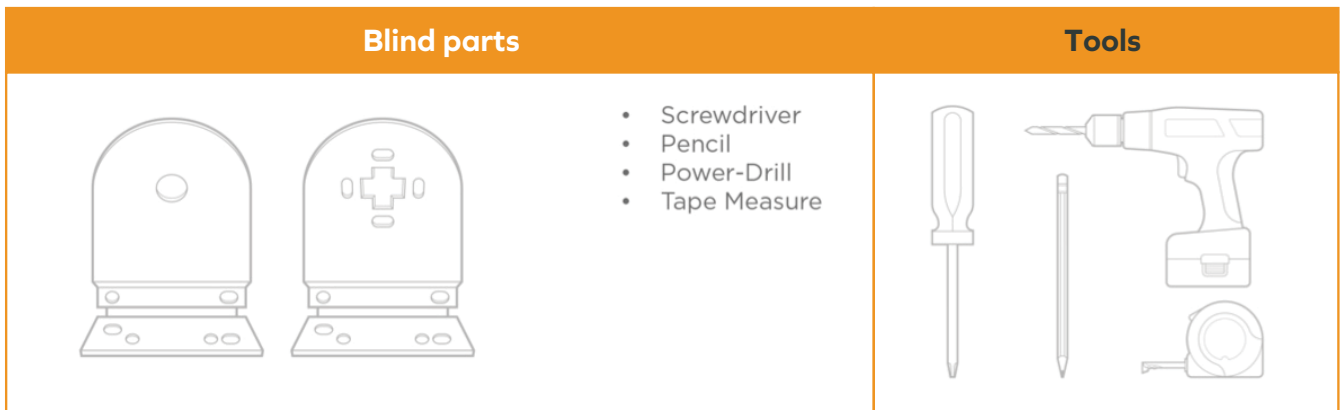 Blind parts
Tools
• Screwdriver
• Pencil
• Power-Drill
• Tape Measure